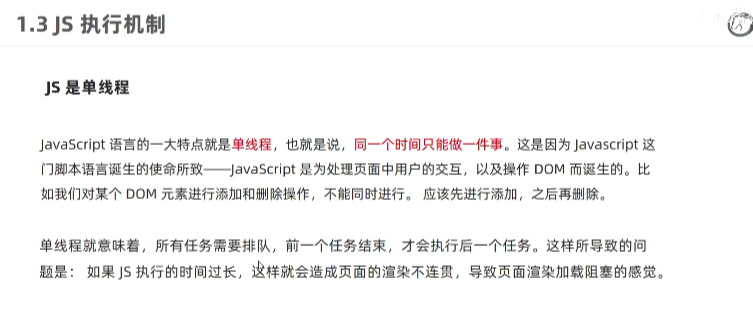 1.3 JS 执行机制
JS 是单线程
JavaScript 语言的一大特点就是单线程，也就是说，同一个时间只能做一件事。这是因为 Javascript 这
门脚本语言诞生的使命所致——JavaScript 是为处理页面中用户的交互，以及操作 DOM 而诞生的。比
如我们对某个 DOM 元素进行添加和删除操作，不能同时进行。 应该先进行添加，之后再删除。
单线程就意味着，所有任务需要排队，前一个任务结束，才会执行后一个任务。这样所导致的问
题是： 如果 JS 执行的时间过长，这样就会造成页面的渲染不连贯，导致页面渲染加载阻塞的感觉。